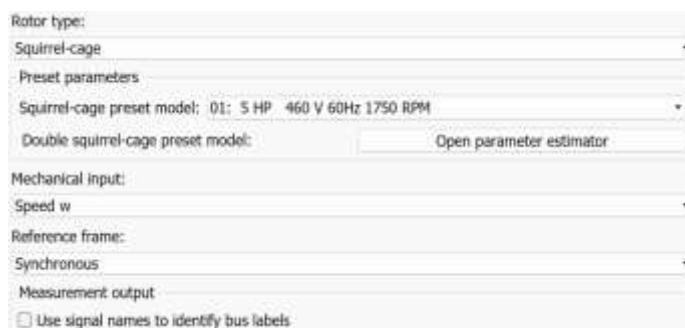 Rotor type:
Squirrel-cage
Preset parameters
Squirrel-cage preset model: 01: 5 HP 460 V 60Hz 1750 RPM
Double squirrel-cage preset model: Open parameter estimator
Mechanical input:
Speed w
Reference frame:
Synchronous
Measurement output
Use signal names to identify bus labels